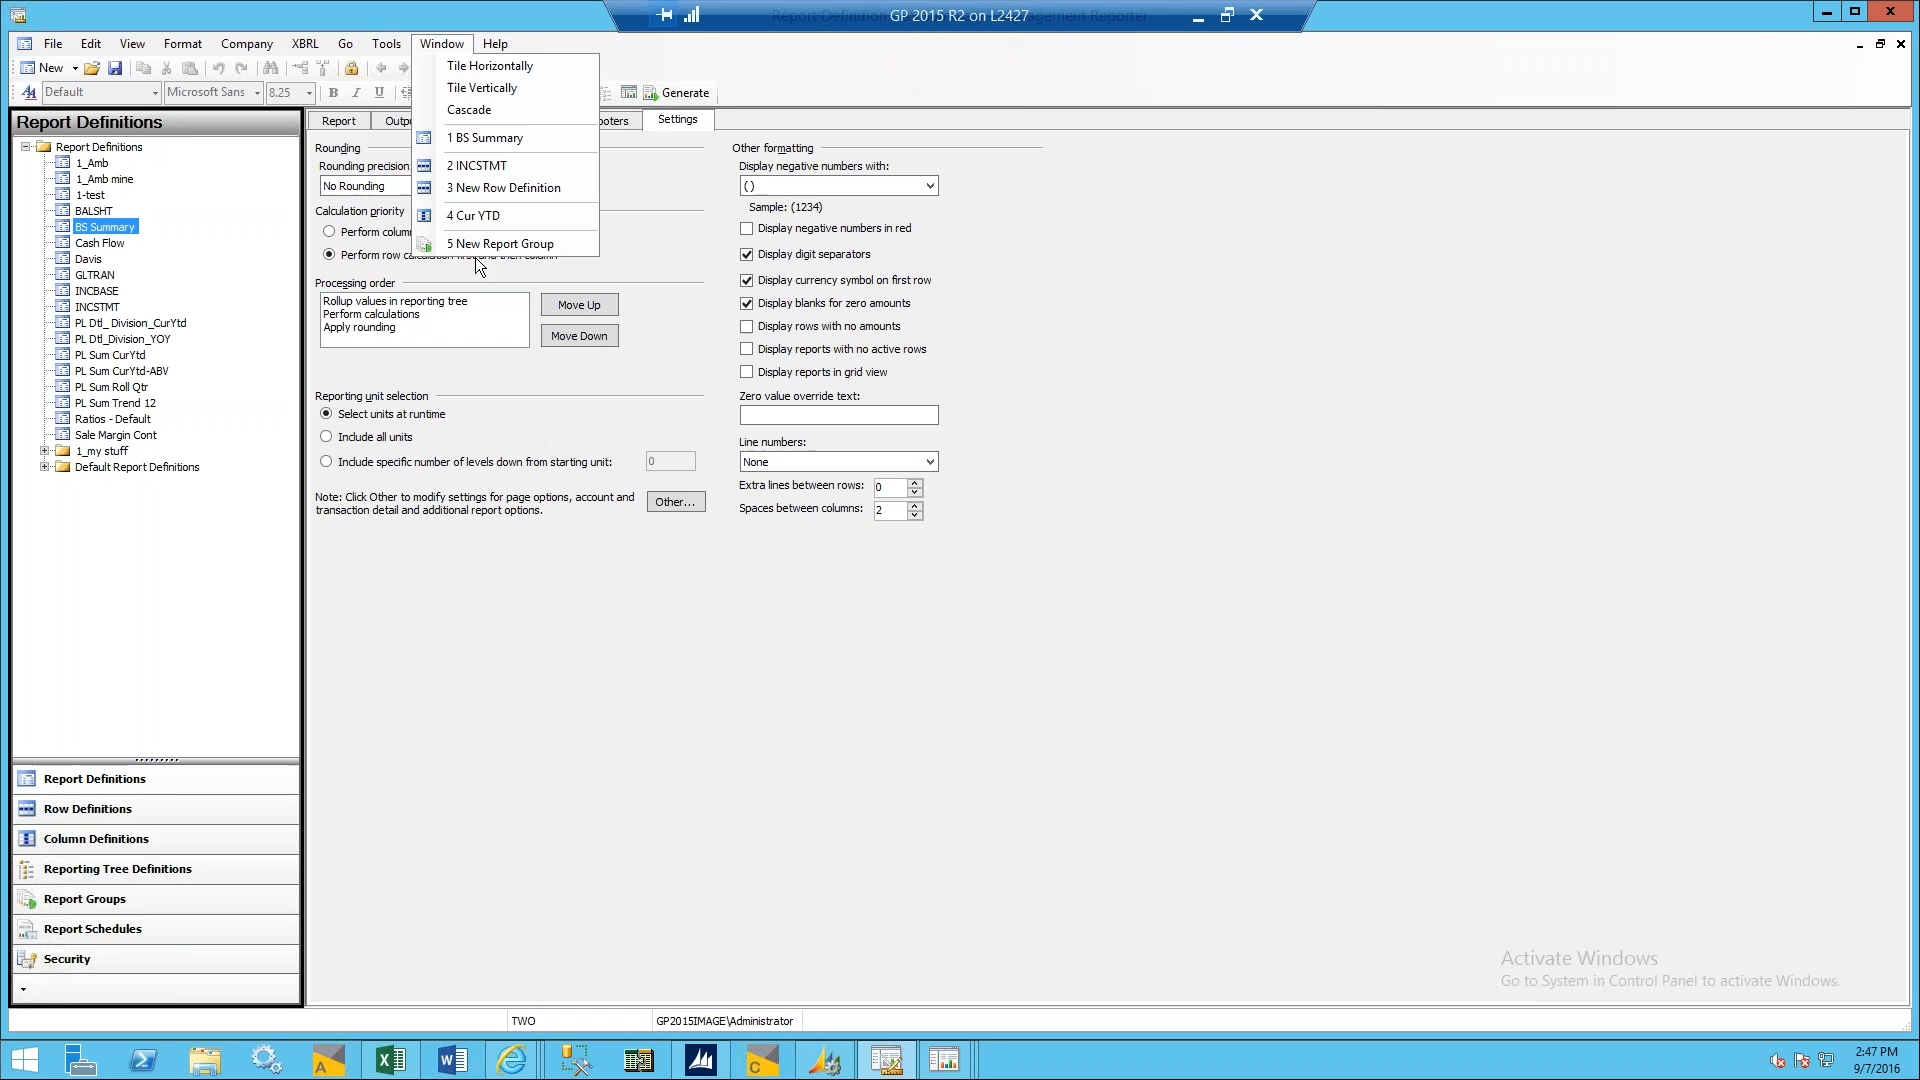 Report Definition GP 2015 R2 on L2427 agement Reporter
File Edit View Format Company XBRL Go Tools Window Help
New
Default Microsoft Sans 8.25 B I U Generate
Tile Horizontally
Tile Vertically
Cascade
1 BS Summary
2 INCSTMT
3 New Row Definition
4 Cur YTD
5 New Report Group
Report Definitions
Report Definitions
1_Amb
1_Amb mine
1-test
BALSHT
BS Summary
Cash Flow
Davis
GLTRAN
INCBASE
INCSTMT
PL Dtl_ Division_CurYtd
PL Dtl_Division_YOY
PL Sum CurYtd
PL Sum CurYtd-ABV
PL Sum Roll Qtr
PL Sum Trend 12
Ratios - Default
Sale Margin Cont
1_my stuff
Default Report Definitions
Report Definitions
Row Definitions
Column Definitions
Reporting Tree Definitions
Report Groups
Report Schedules
Security
Report Outpu ooters Settings
Rounding
Rounding precision:
No Rounding
Calculation priority
Perform colum
Perform row
Processing order
Rollup values in reporting tree
Perform calculations
Apply rounding
Move Up
Move Down
Reporting unit selection
Select units at runtime
Include all units
Include specific number of levels down from starting unit: 0
Note: Click Other to modify settings for page options, account and
transaction detail and additional report options.
Other...
Other formatting
Display negative numbers with:
( )
Sample: (1234)
Display negative numbers in red
Display digit separators
Display currency symbol on first row
Display blanks for zero amounts
Display rows with no amounts
Display reports with no active rows
Display reports in grid view
Zero value override text:
Line numbers:
None
Extra lines between rows: 0
Spaces between columns: 2
Activate Windows
Go to System in Control Panel to activate Windows.
TWO GP2015IMAGE\Administrator
A C
2:47 PM
9/7/2016